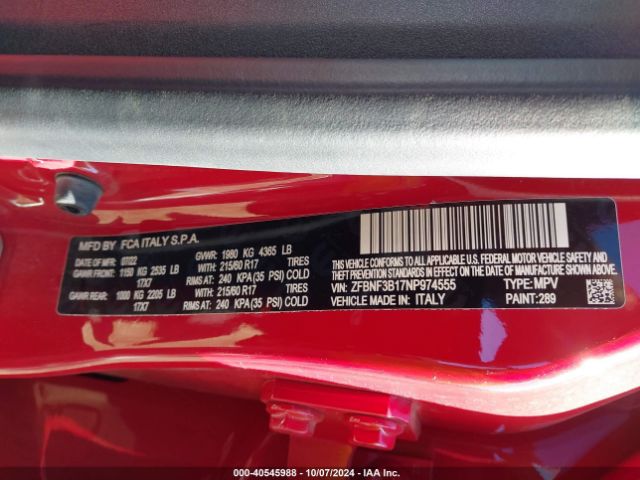 MFD BY FCA ITALY S.P.A.
DATE OF MFR: 07/22 GVWR: 1980 KG 4365 LB
GAWR FRONT: 1150 KG 2535 LB TIRES
17X7 WITH: 215/60 R17
RIMS AT: 240 KPA(35 PSI) COLD
GAWR REAR: 1000 KG 2205 LB TIRES
17X7 WITH: 215/60 R17
RIMS AT: 240 KPA(35 PSI) COLD
THIS VEHICLE CONFORMS TO ALL APPLICABLE U.S. FEDERAL MOTOR VEHICLE
SAFETY, BUMPER, AND THEFT PREVENTION STANDARDS
IN EFFECT ON THE DATE OF MANUFACTURE SHOWN ABOVE.
VIN: ZFBNF3B17NP974555 TYPE: MPV
VEHICLE MADE IN: ITALY PAINT: 289
000-40545988 - 10/07/2024 - IAA Inc.